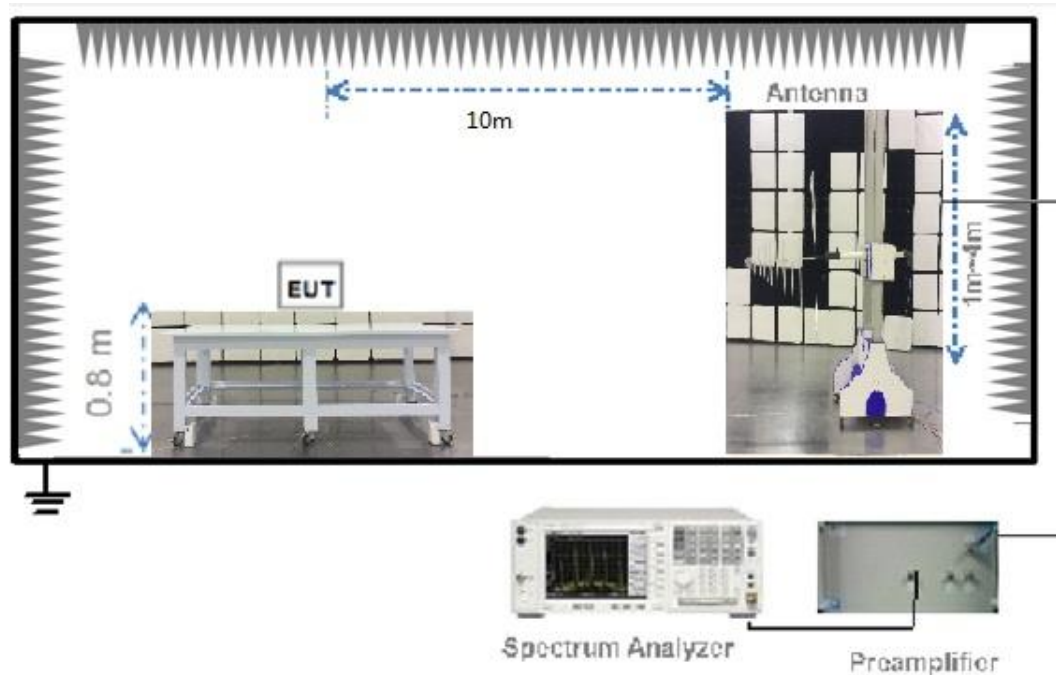 Antenna
10m
1m~4m
EUT
0.8 m
Spectrum Analyzer
Preamplifier